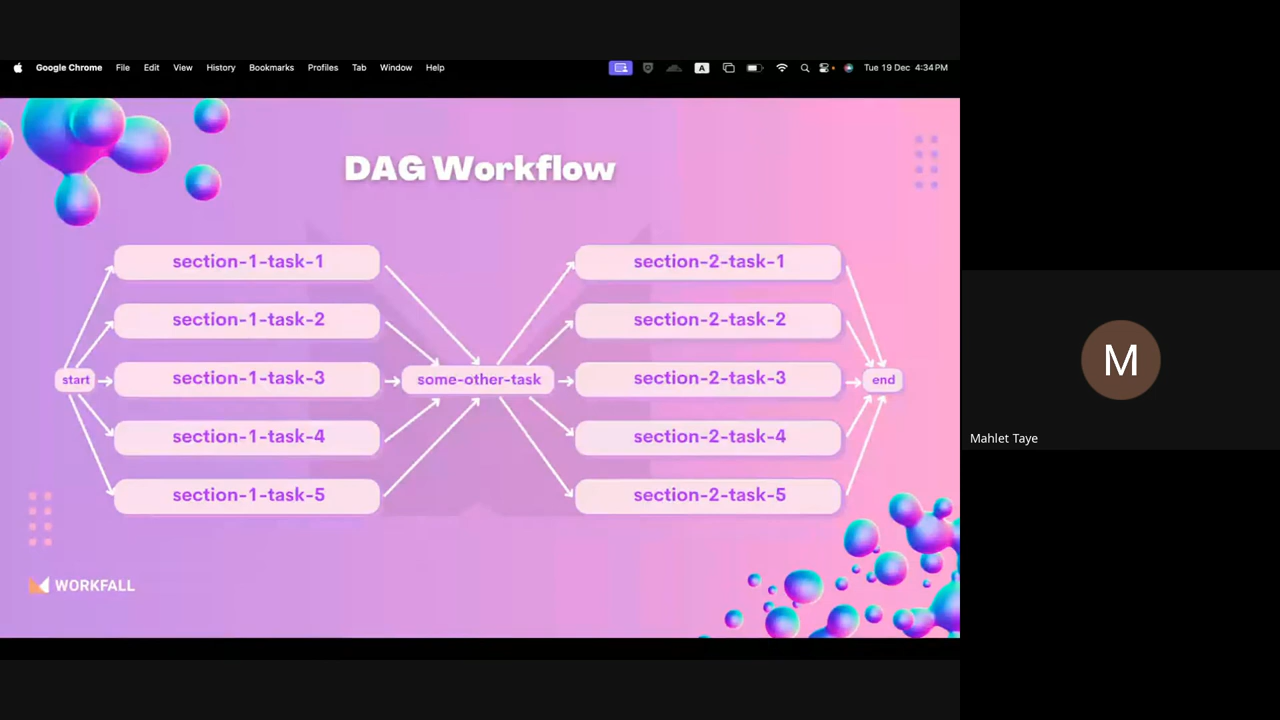 Google Chrome File Edit View History Bookmarks Profiles Tab Window Help A Tue 19 Dec 4:34 PM
DAG Workflow
section-1-task-1
section-2-task-1
section-1-task-2
section-2-task-2
start
section-1-task-3
some-other-task
section-2-task-3
end
section-1-task-4
section-2-task-4
section-1-task-5
section-2-task-5
WORKFALL
M
Mahlet Taye